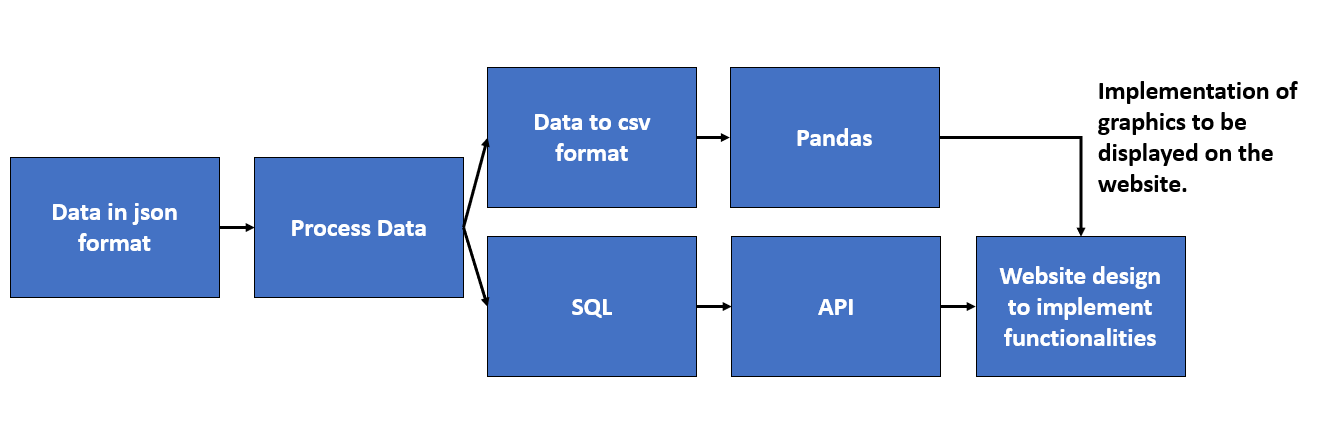 Data in json
format
Process Data
Data to csv
format
Pandas
Implementation of
graphics to be
displayed on the
website.
SQL
API
Website design
to implement
functionalities